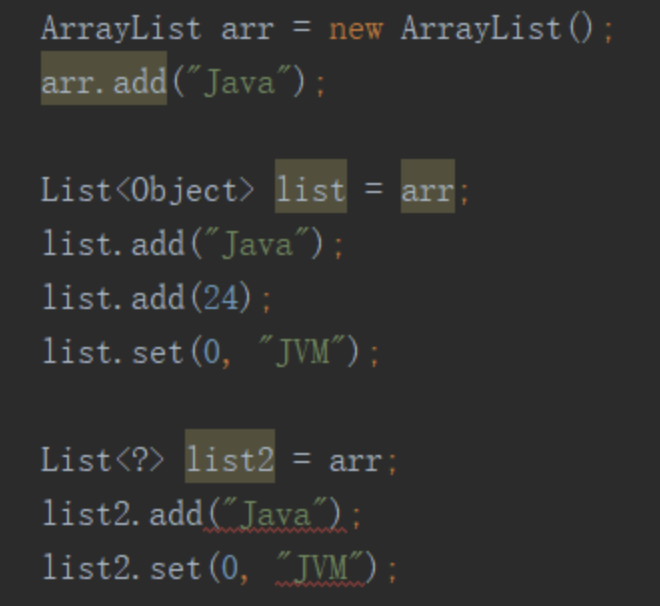 ArrayList arr = new ArrayList();
arr.add("Java");
List<Object> list = arr;
list.add("Java");
list.add(24);
list.set(0, "JVM");
List<?> list2 = arr;
list2.add("Java");
list2.set(0, "JVM");